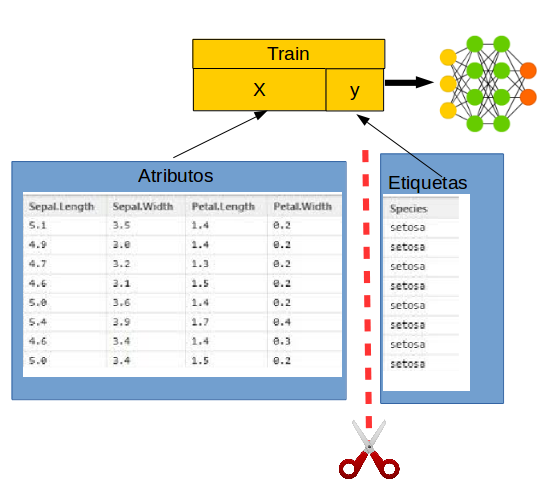 Train
X y
Atributos
Etiquetas
Sepal.Length Sepal.Width Petal.Length Petal.Width
5.1 3.5 1.4 0.2
4.9 3.0 1.4 0.2
4.7 3.2 1.3 0.2
4.6 3.1 1.5 0.2
5.0 3.6 1.4 0.2
5.4 3.9 1.7 0.4
4.6 3.4 1.4 0.3
5.0 3.4 1.5 0.2
Species
setosa
setosa
setosa
setosa
setosa
setosa
setosa
setosa